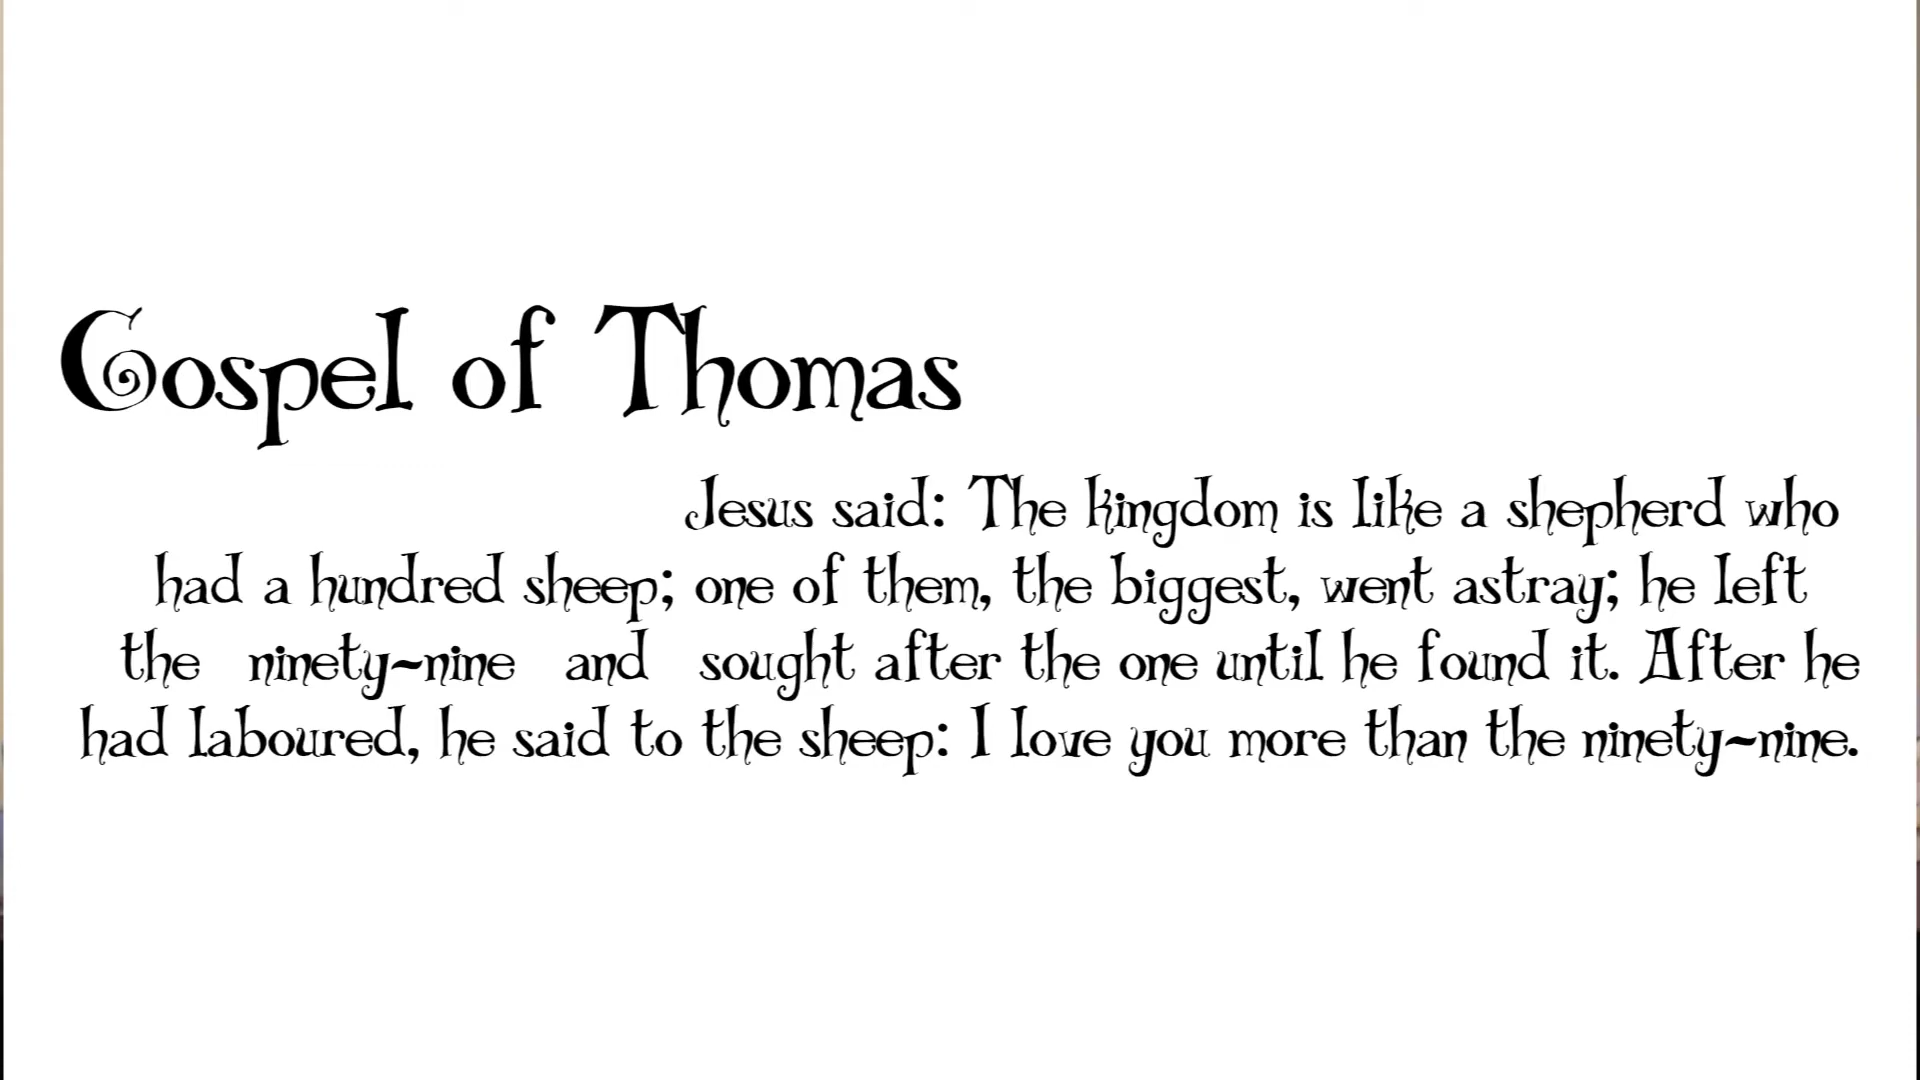 Gospel of Thomas
Jesus said: The kingdom is like a shepherd who
had a hundred sheep; one of them, the biggest, went astray; he left
the ninety~nine and sought after the one until he found it. After he
had laboured, he said to the sheep: I love you more than the ninety~nine.